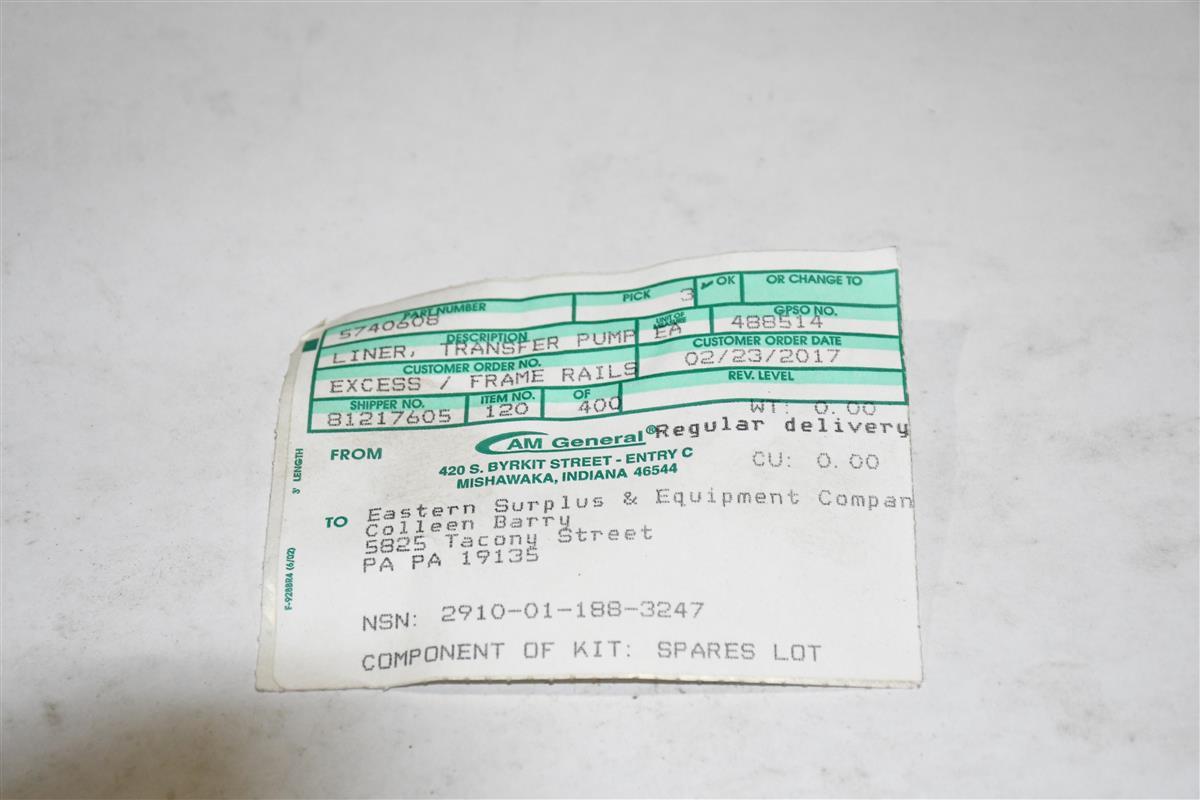 PART NUMBER
5740608
PICK 3
OK
OR CHANGE TO
DESCRIPTION
LINER, TRANSFER PUMP
UNIT OF MEASURE
EA
GPSO NO.
488514
CUSTOMER ORDER NO.
EXCESS / FRAME RAILS
CUSTOMER ORDER DATE
02/23/2017
SHIPPER NO.
81217605
ITEM NO.
120
OF
400
REV. LEVEL
WT: 0.00
FROM
AM General®
Regular delivery
420 S. BYRKIT STREET - ENTRY C
MISHAWAKA, INDIANA 46544
CU: 0.00
TO
Eastern Surplus & Equipment Compan
Colleen Barry
5825 Tacony Street
PA PA 19135
NSN: 2910-01-188-3247
COMPONENT OF KIT: SPARES LOT
3' LENGTH
F-9288R4 (6/02)